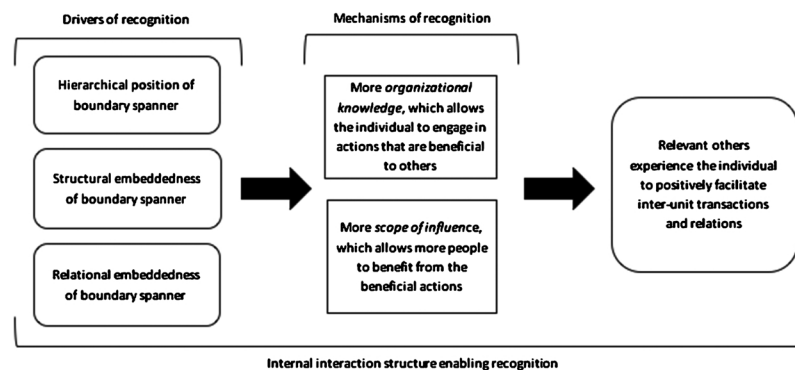 Drivers of recognition
Mechanisms of recognition
Hierarchical position of
boundary spanner
Structural embeddedness
of boundary spanner
Relational embeddedness
of boundary spanner
More organizational
knowledge, which allows
the individual to engage in
actions that are beneficial
to others
More scope of influence,
which allows more people
to benefit from the
beneficial actions
Relevant others
experience the individual
to positively facilitate
inter-unit transactions
and relations
Internal interaction structure enabling recognition